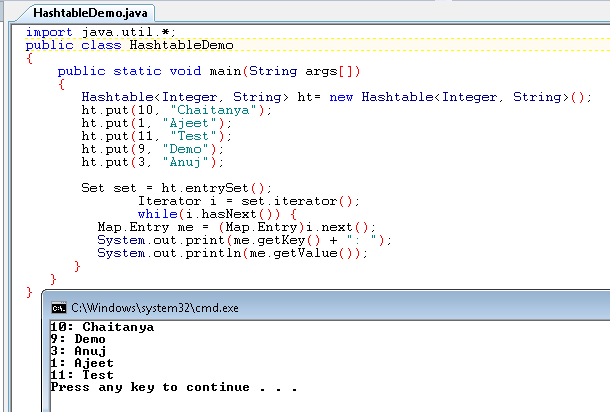 HashtableDemo.java
import java.util.*;
public class HashtableDemo
{
public static void main(String args[])
{
Hashtable<Integer, String> ht= new Hashtable<Integer, String>();
ht.put(10, "Chaitanya");
ht.put(1, "Ajeet");
ht.put(11, "Test");
ht.put(9, "Demo");
ht.put(3, "Anuj");
Set set = ht.entrySet();
Iterator i = set.iterator();
while(i.hasNext()) {
Map.Entry me = (Map.Entry)i.next();
System.out.print(me.getKey() + ": ");
System.out.println(me.getValue());
}
}
}
C:\Windows\system32\cmd.exe
10: Chaitanya
9: Demo
3: Anuj
1: Ajeet
11: Test
Press any key to continue . . .